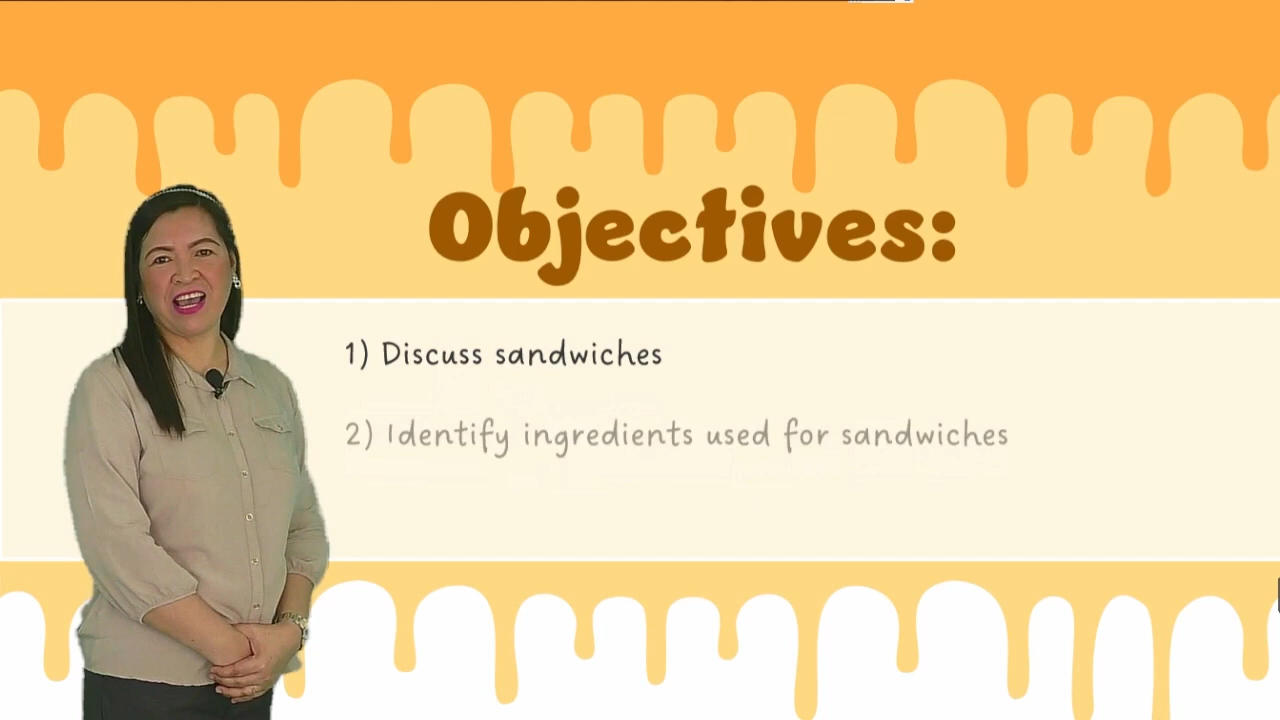 Objectives:
1) Discuss sandwiches
2) Identify ingredients used for sandwiches